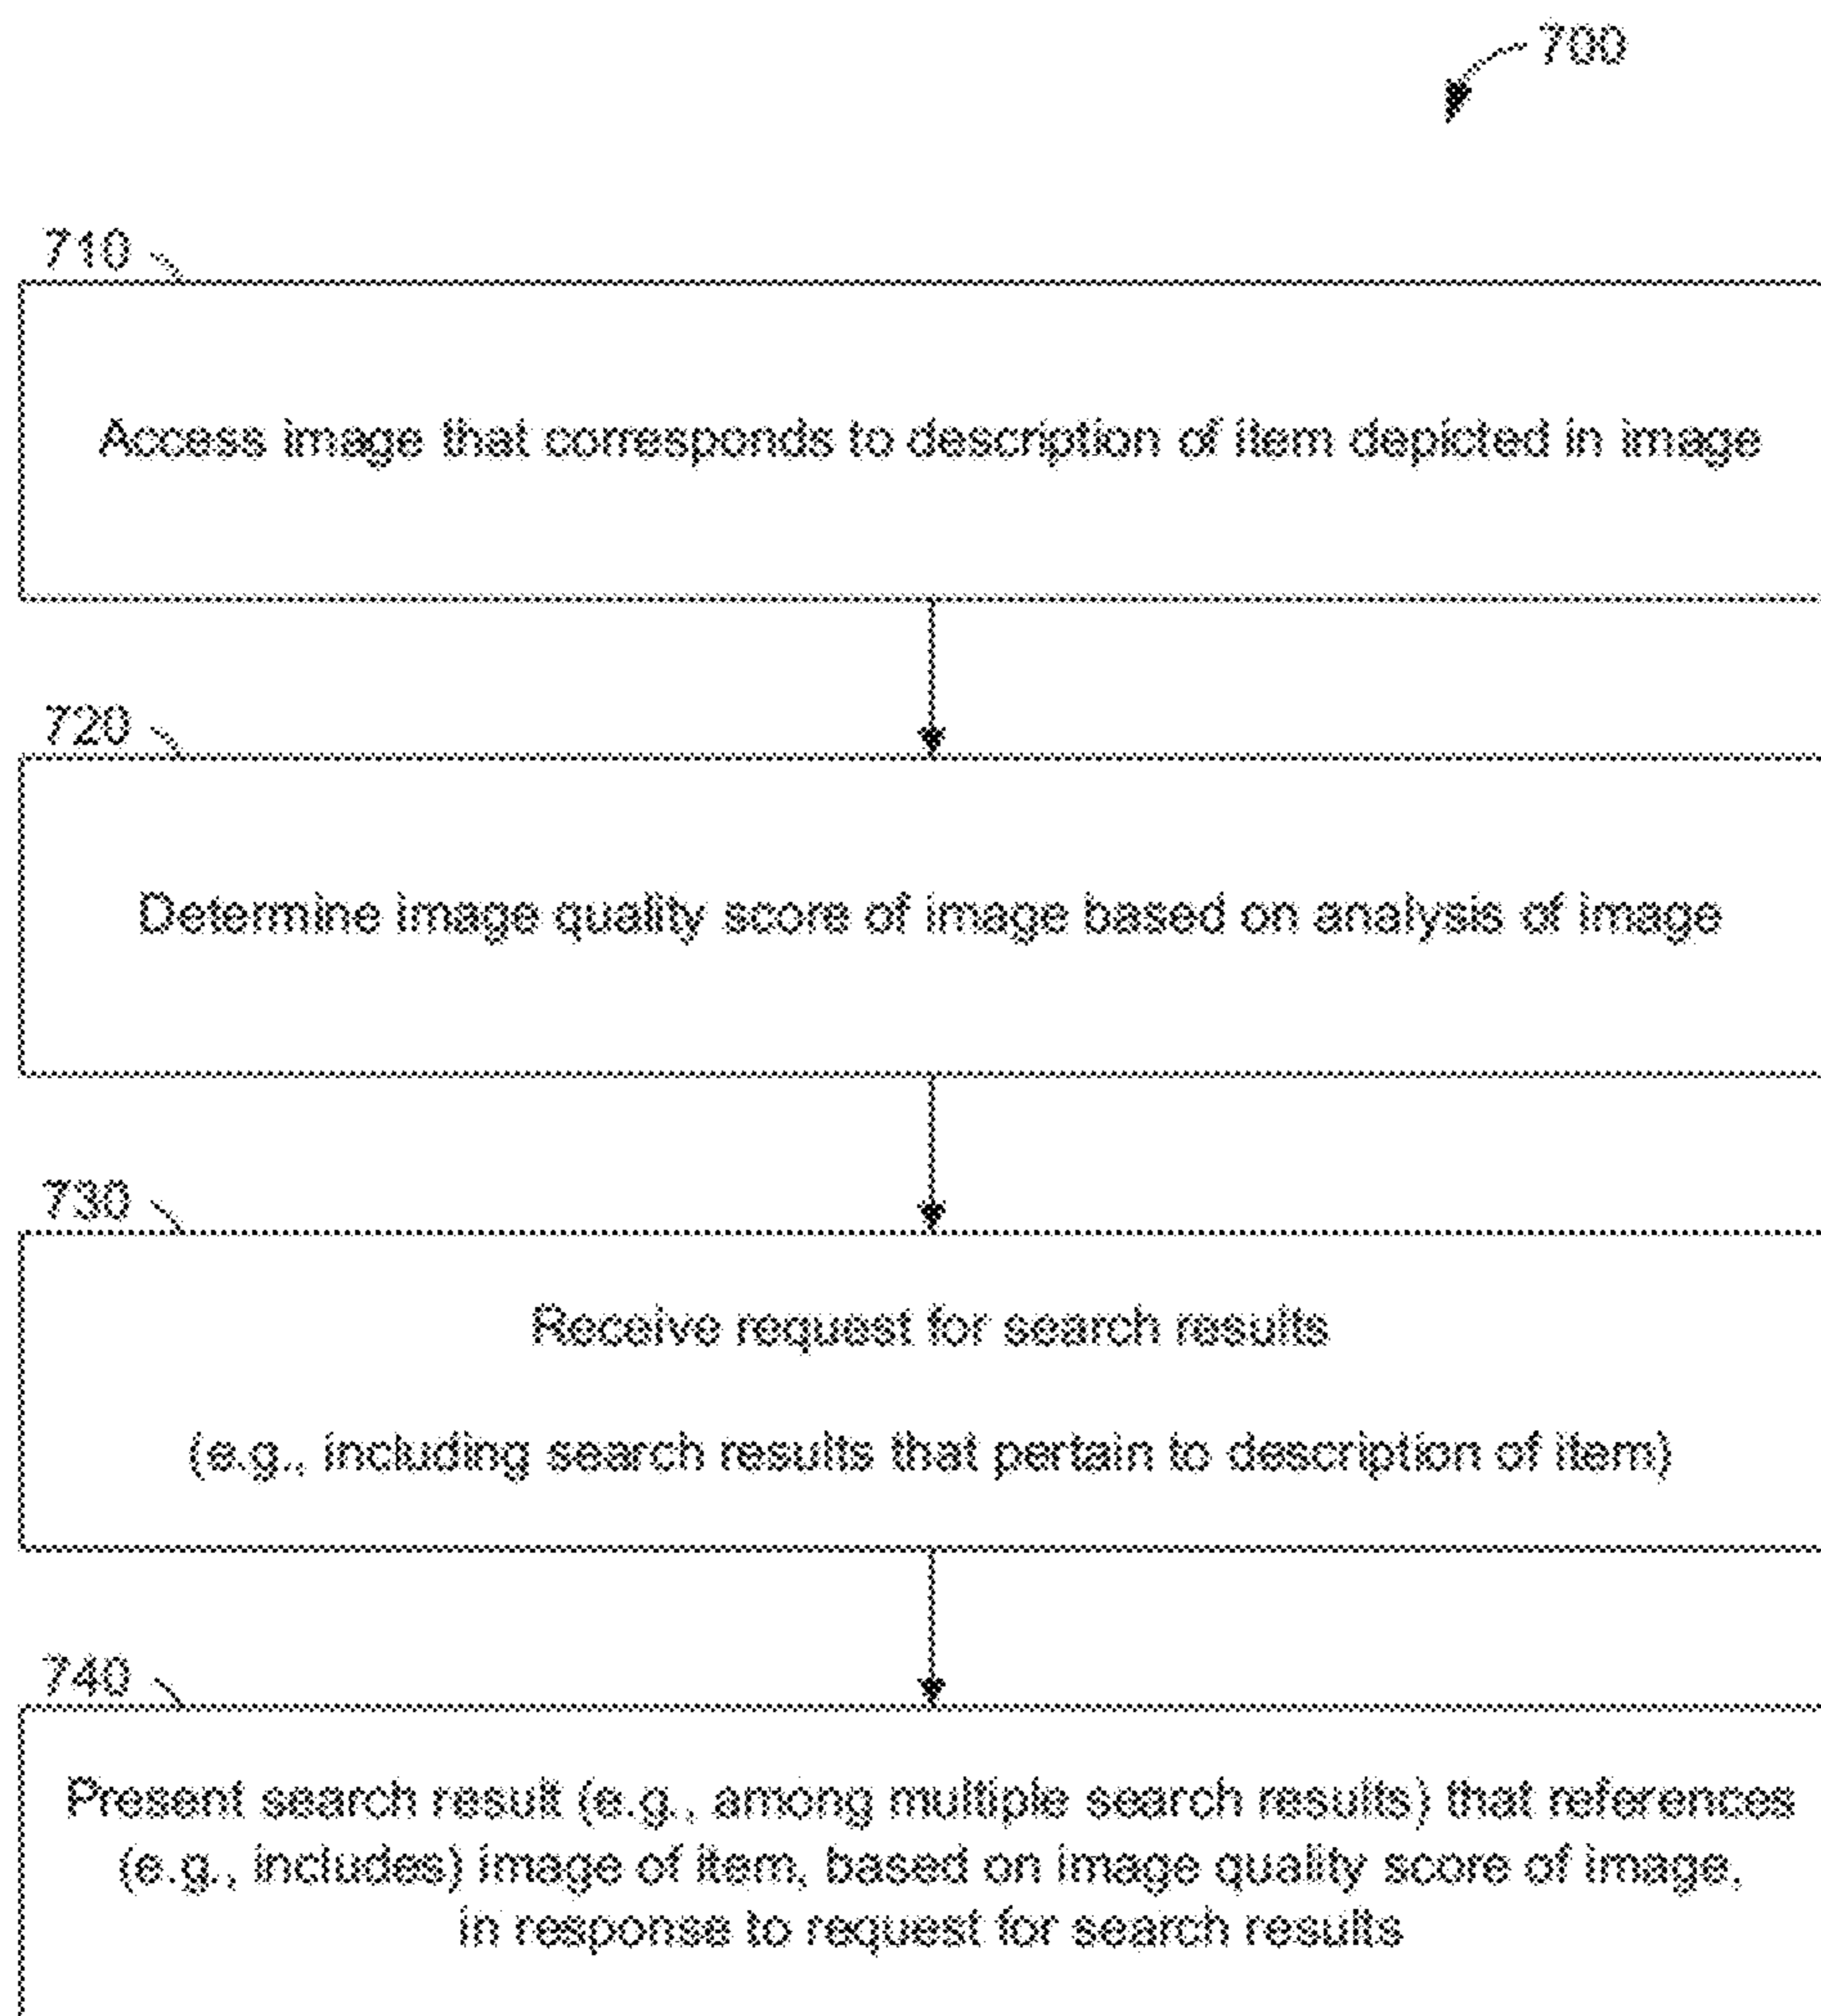 700
710
Access image that corresponds to description of item depicted in image
720
Determine image quality score of image based on analysis of image
730
Receive request for search results
(e.g., including search results that pertain to description of item)
740
Present search result (e.g., among multiple search results) that references
(e.g., includes) image of item, based on image quality score of image,
in response to request for search results